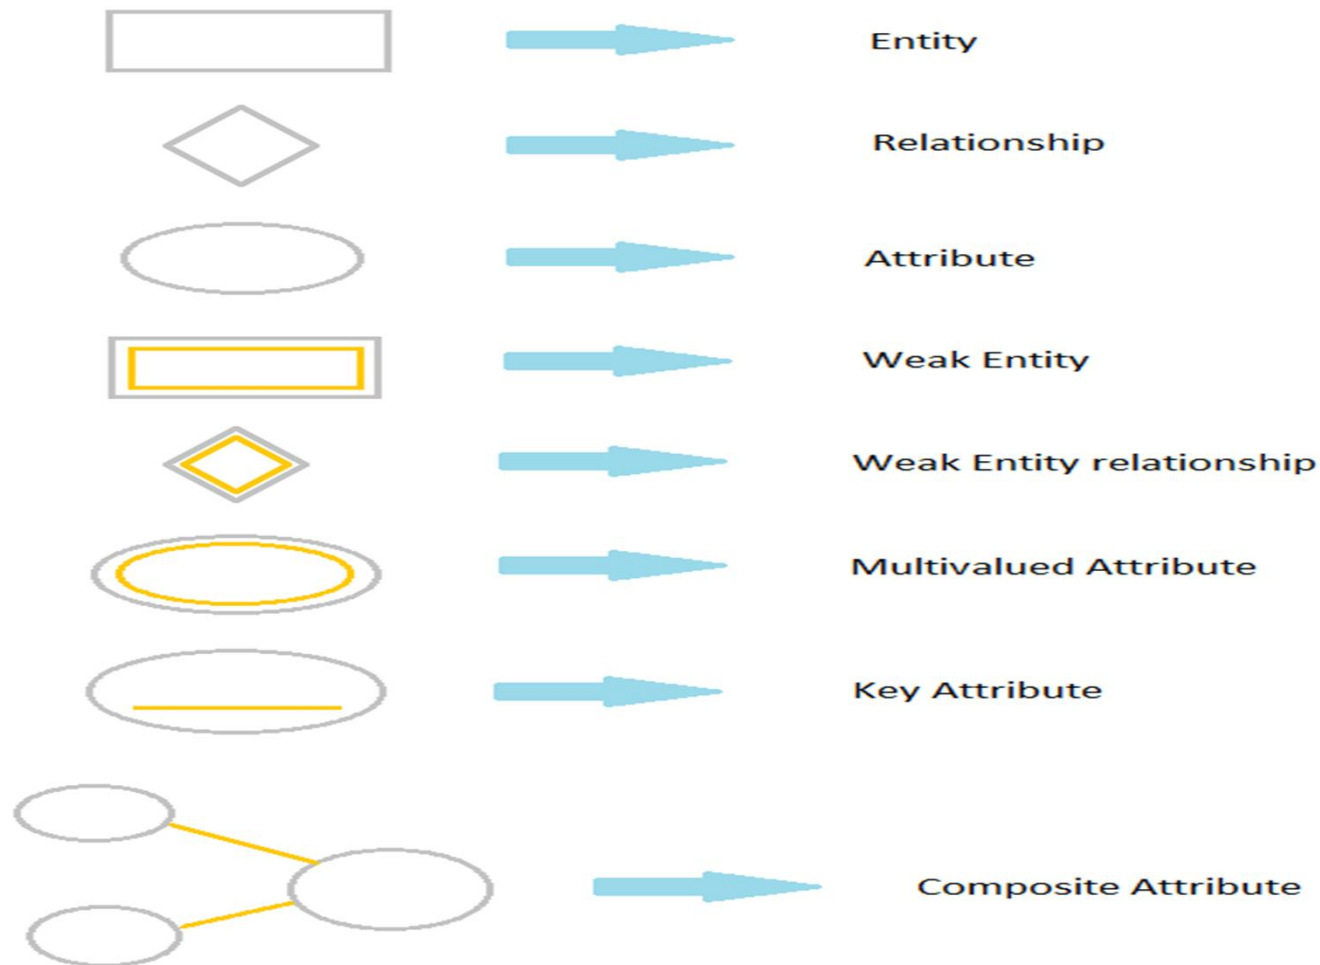 Entity
Relationship
Attribute
Weak Entity
Weak Entity relationship
Multivalued Attribute
Key Attribute
Composite Attribute